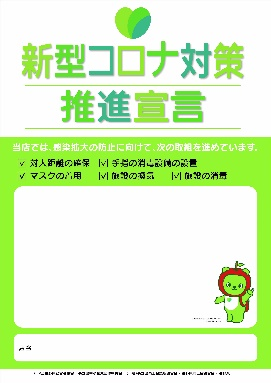 新型コロナ対策
推進宣言
当店では、感染拡大の防止に向けて、次の取組を進めています。
✓ 対人距離の確保 ✓ 手指の消毒設備の設置
✓ マスクの着用 ✓ 施設の換気 ✓ 施設の消毒